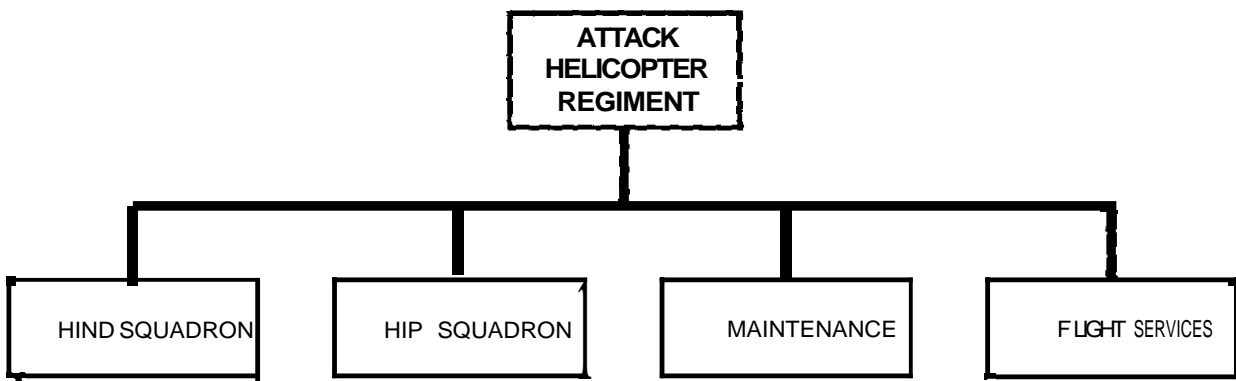 ATTACK
HELICOPTER
REGIMENT
HIND SQUADRON
HIP SQUADRON
MAINTENANCE
FLIGHT SERVICES